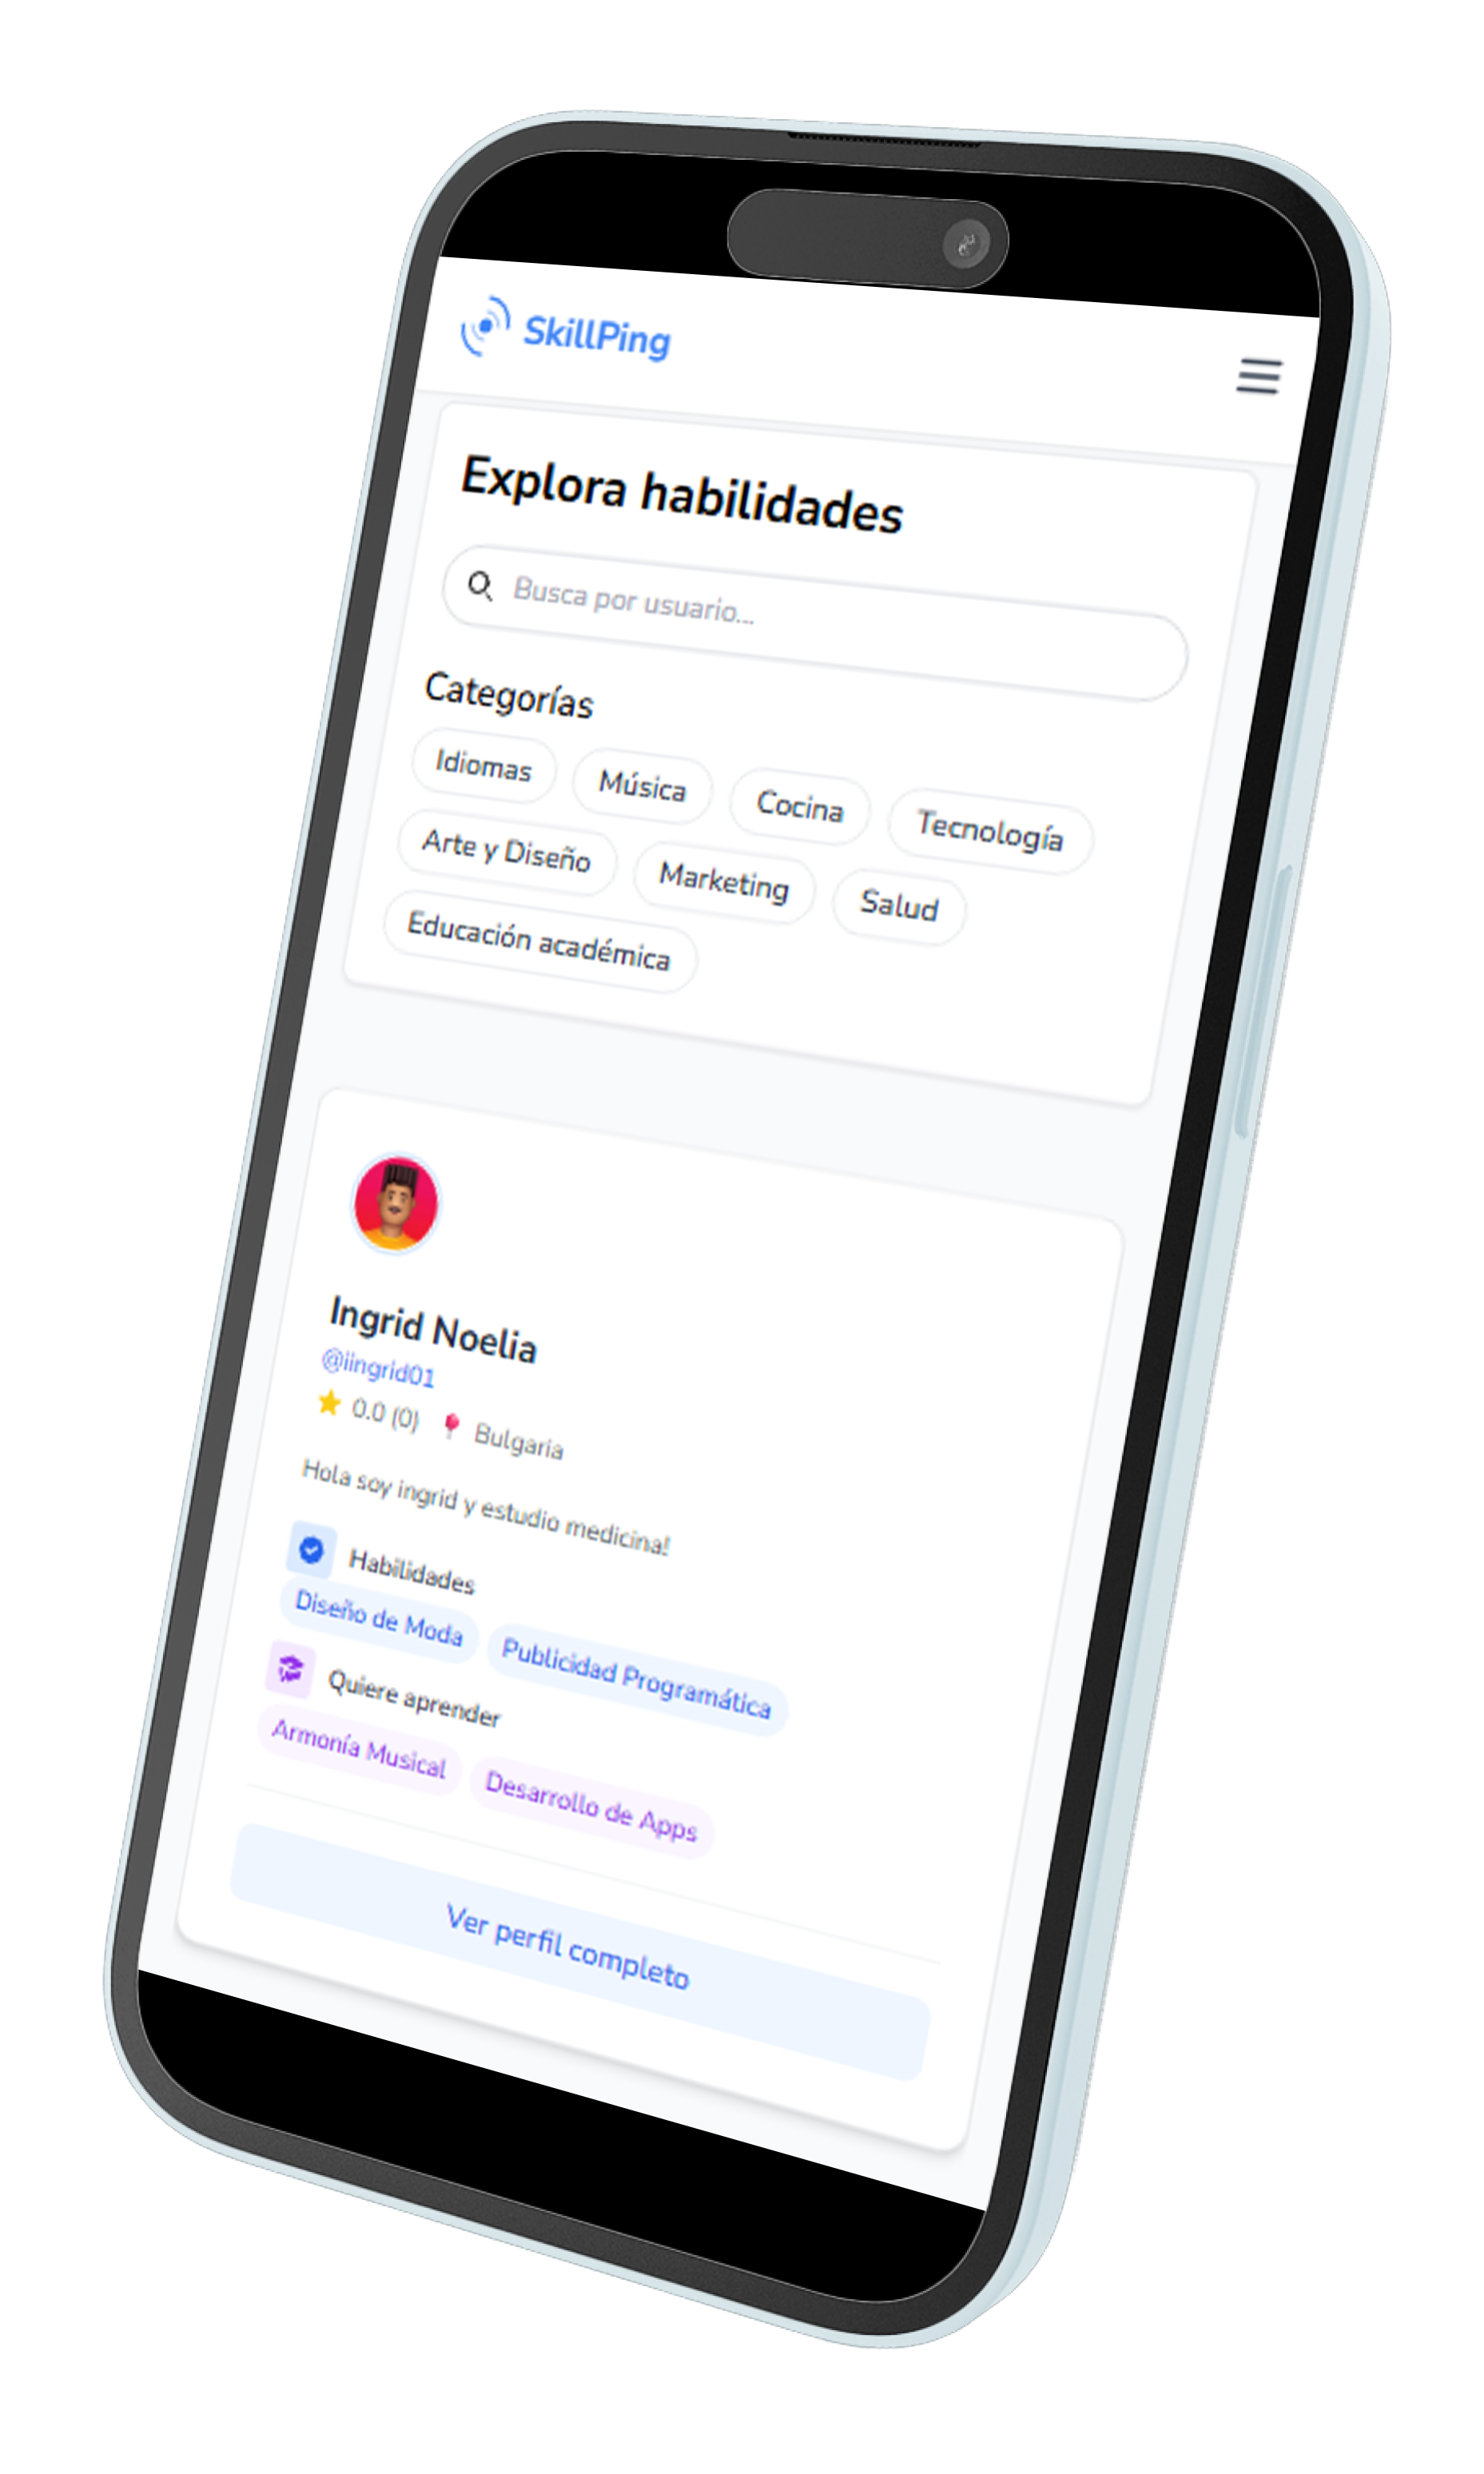 SkillPing
Explora habilidades
Busca por usuario...
Categorías
Idiomas Música Cocina Tecnología
Arte y Diseño Marketing Salud
Educación académica
Ingrid Noelia
@iingrid01
0.0 (0) Bulgaria
Hola soy ingrid y estudio medicina!
Habilidades
Diseño de Moda Publicidad Programática
Quiere aprender
Armonía Musical Desarrollo de Apps
Ver perfil completo